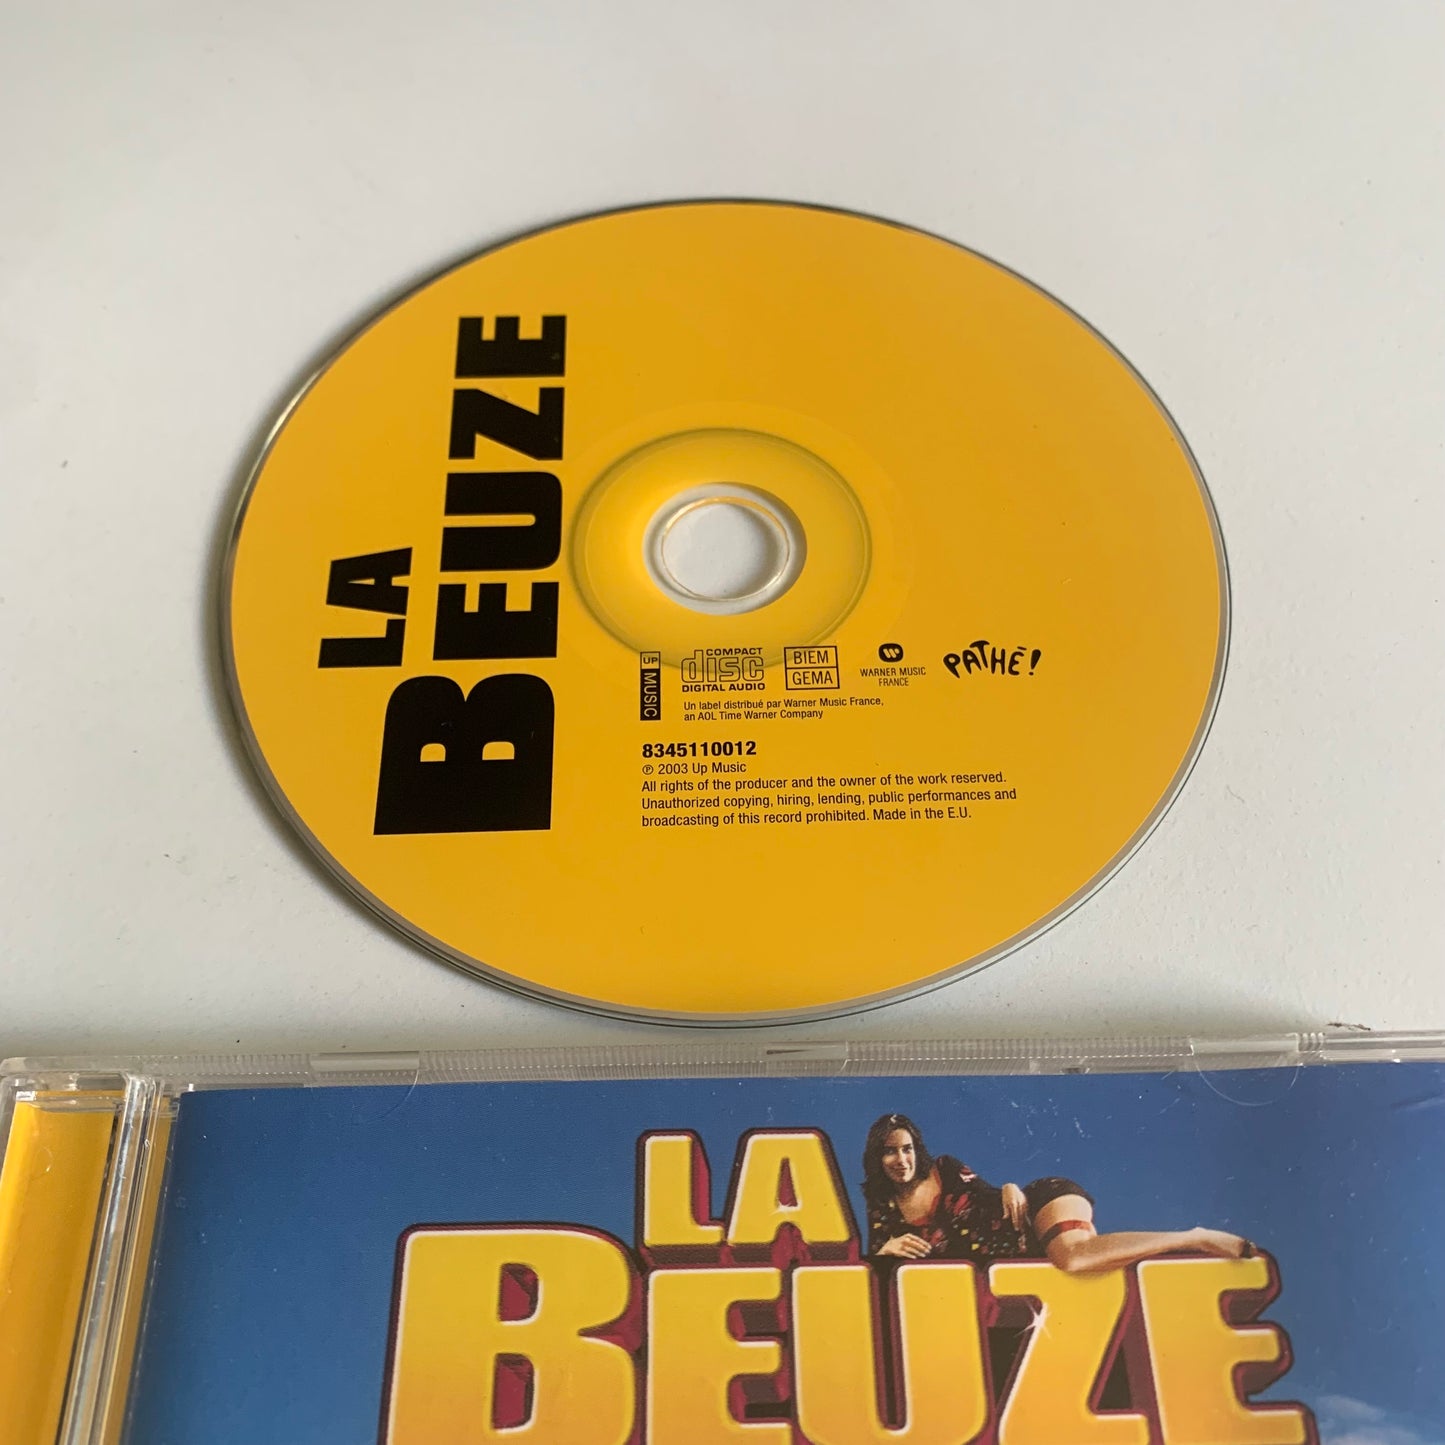 LA
BEUZE
UP MUSIC
COMPACT
disc
DIGITAL AUDIO
BIEM
GEMA
WARNER MUSIC
FRANCE
PATHÉ!
Un label distribué par Warner Music France,
an AOL Time Warner Company
8345110012
℗ 2003 Up Music
All rights of the producer and the owner of the work reserved.
Unauthorized copying, hiring, lending, public performances and
broadcasting of this record prohibited. Made in the E.U.
LA
BEUZE